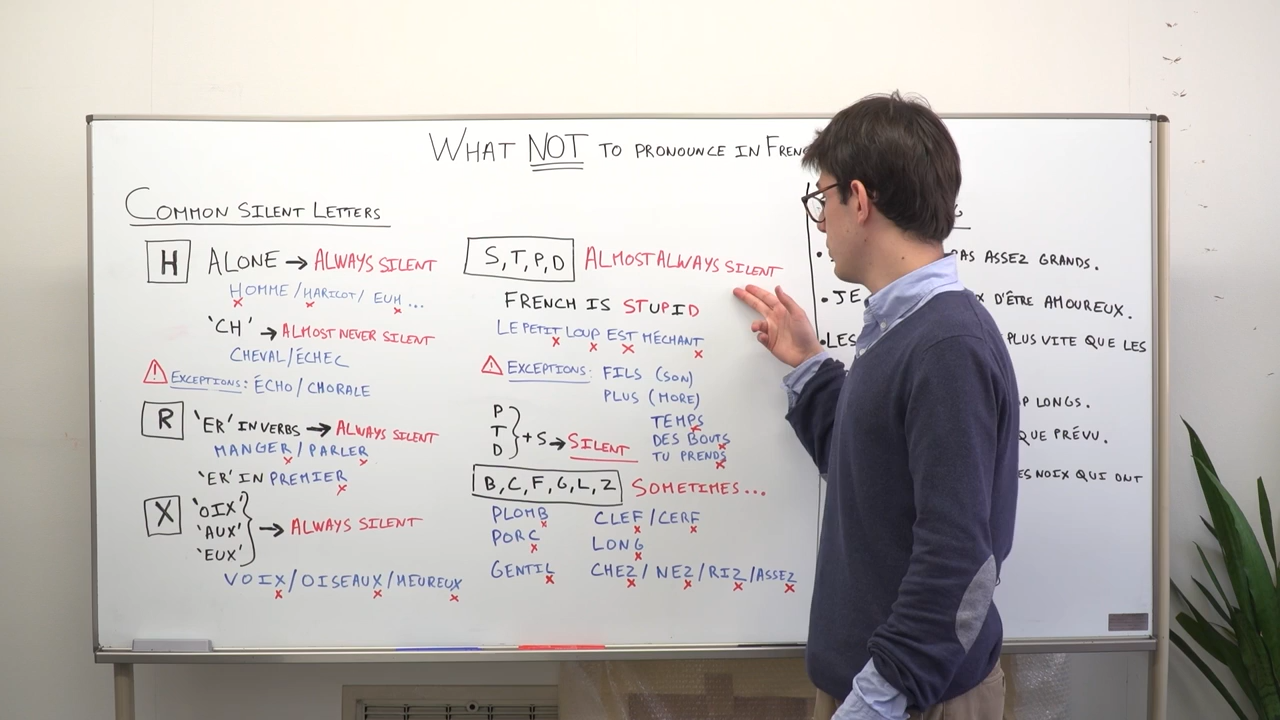 WHAT NOT TO PRONOUNCE IN FRENC
COMMON SILENT LETTERS
H ALONE → ALWAYS SILENT
HOMME / HARICOT / EUH ...
'CH' → ALMOST NEVER SILENT
CHEVAL/ÉCHEC
EXCEPTIONS: ÉCHO / CHORALE
R 'ER' IN VERBS → ALWAYS SILENT
MANGER / PARLER
'ER' IN PREMIER
X 'OIX'
'AUX' → ALWAYS SILENT
'EUX'
VOIX/OISEAUX/HEUREUX
S, T, P, D ALMOST ALWAYS SILENT
FRENCH IS STUPID
LE PETIT LOUP EST MÉCHANT
EXCEPTIONS: FILS (SON)
PLUS (MORE)
P
T
D
+ S → SILENT
TEMPS
DES BOUTS
TU PRENDS
B, C, F, G, L, Z SOMETIMES...
PLOMB CLEF / CERF
PORC LONG
GENTIL CHEZ / NEZ / RIZ / ASSEZ
PAS ASSEZ GRANDS.
• JE X D'ÊTRE AMOUREUX.
• LES PLUS VITE QUE LES
P LONGS.
QUE PRÉVU.
ES NOIX QUI ONT